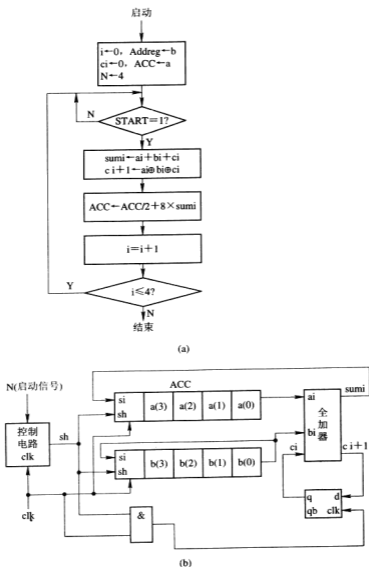 启动
i←0, Addreg←b
ci←0, ACC←a
N←4
N
START=1?
Y
sumi←ai+bi+ci
c i+1←ai⊕bi⊕ci
ACC←ACC/2+8×sumi
i=i+1
Y
i≤4?
N
结束
(a)
N(启动信号)
ACC
sumi
si
sh
a(3)
a(2)
a(1)
a(0)
ai
控制
电路
clk
sh
全
加
器
bi
ci
c i+1
si
sh
b(3)
b(2)
b(1)
b(0)
clk
&
q
d
qb
clk
(b)